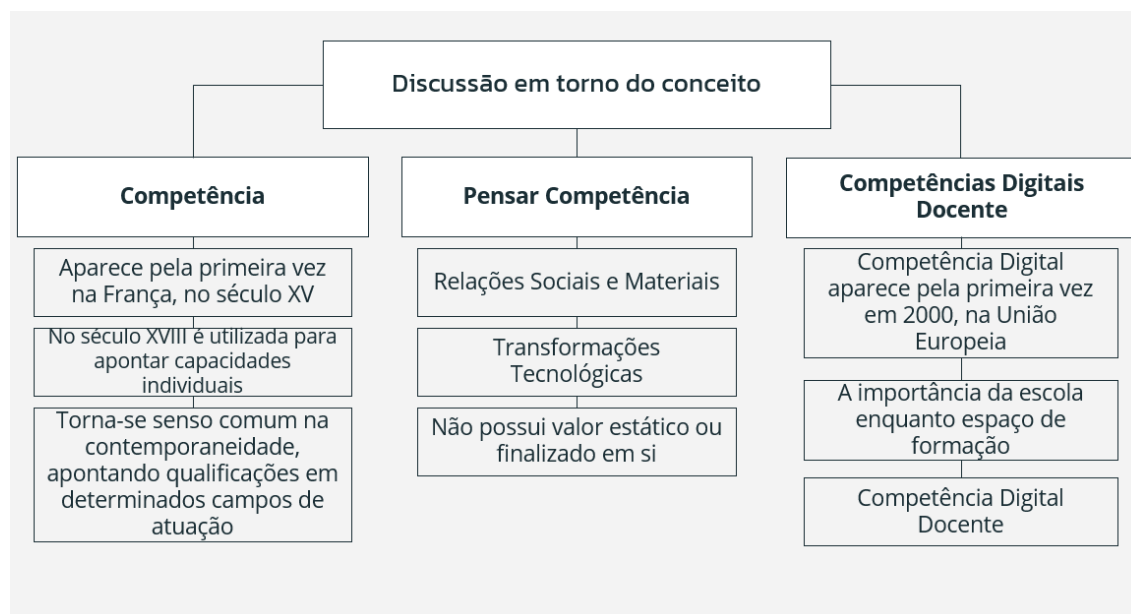 Discussão em torno do conceito
Competência
Aparece pela primeira vez
na França, no século XV
No século XVIII é utilizada para
apontar capacidades
individuais
Torna-se senso comum na
contemporaneidade,
apontando qualificações em
determinados campos de
atuação
Pensar Competência
Relações Sociais e Materiais
Transformações
Tecnológicas
Não possui valor estático ou
finalizado em si
Competências Digitais
Docente
Competência Digital
aparece pela primeira vez
em 2000, na União
Europeia
A importância da escola
enquanto espaço de
formação
Competência Digital
Docente